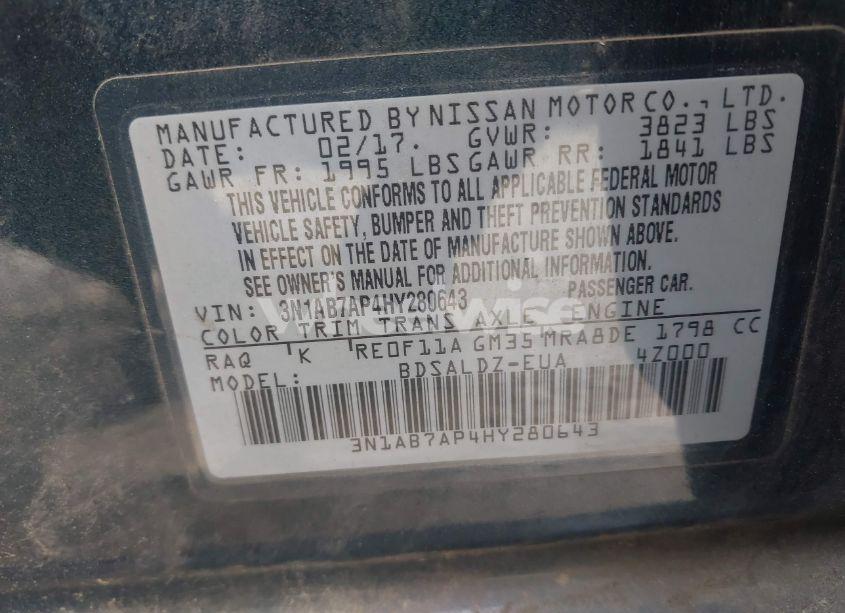 MANUFACTURED BY NISSAN MOTOR CO., LTD.
DATE: 02/17. GVWR: 3823 LBS
GAWR FR: 1995 LBS GAWR RR: 1841 LBS
THIS VEHICLE CONFORMS TO ALL APPLICABLE FEDERAL MOTOR
VEHICLE SAFETY, BUMPER AND THEFT PREVENTION STANDARDS
IN EFFECT ON THE DATE OF MANUFACTURE SHOWN ABOVE.
SEE OWNER'S MANUAL FOR ADDITIONAL INFORMATION.
VIN: 3N1AB7AP4HY280643 PASSENGER CAR.
COLOR TRIM TRANS AXLE ENGINE
RAQ K RE0F11A GM35 MRA8DE 1798 CC
MODEL: BDSALDZ-EUA 4Z000
3N1AB7AP4HY280643